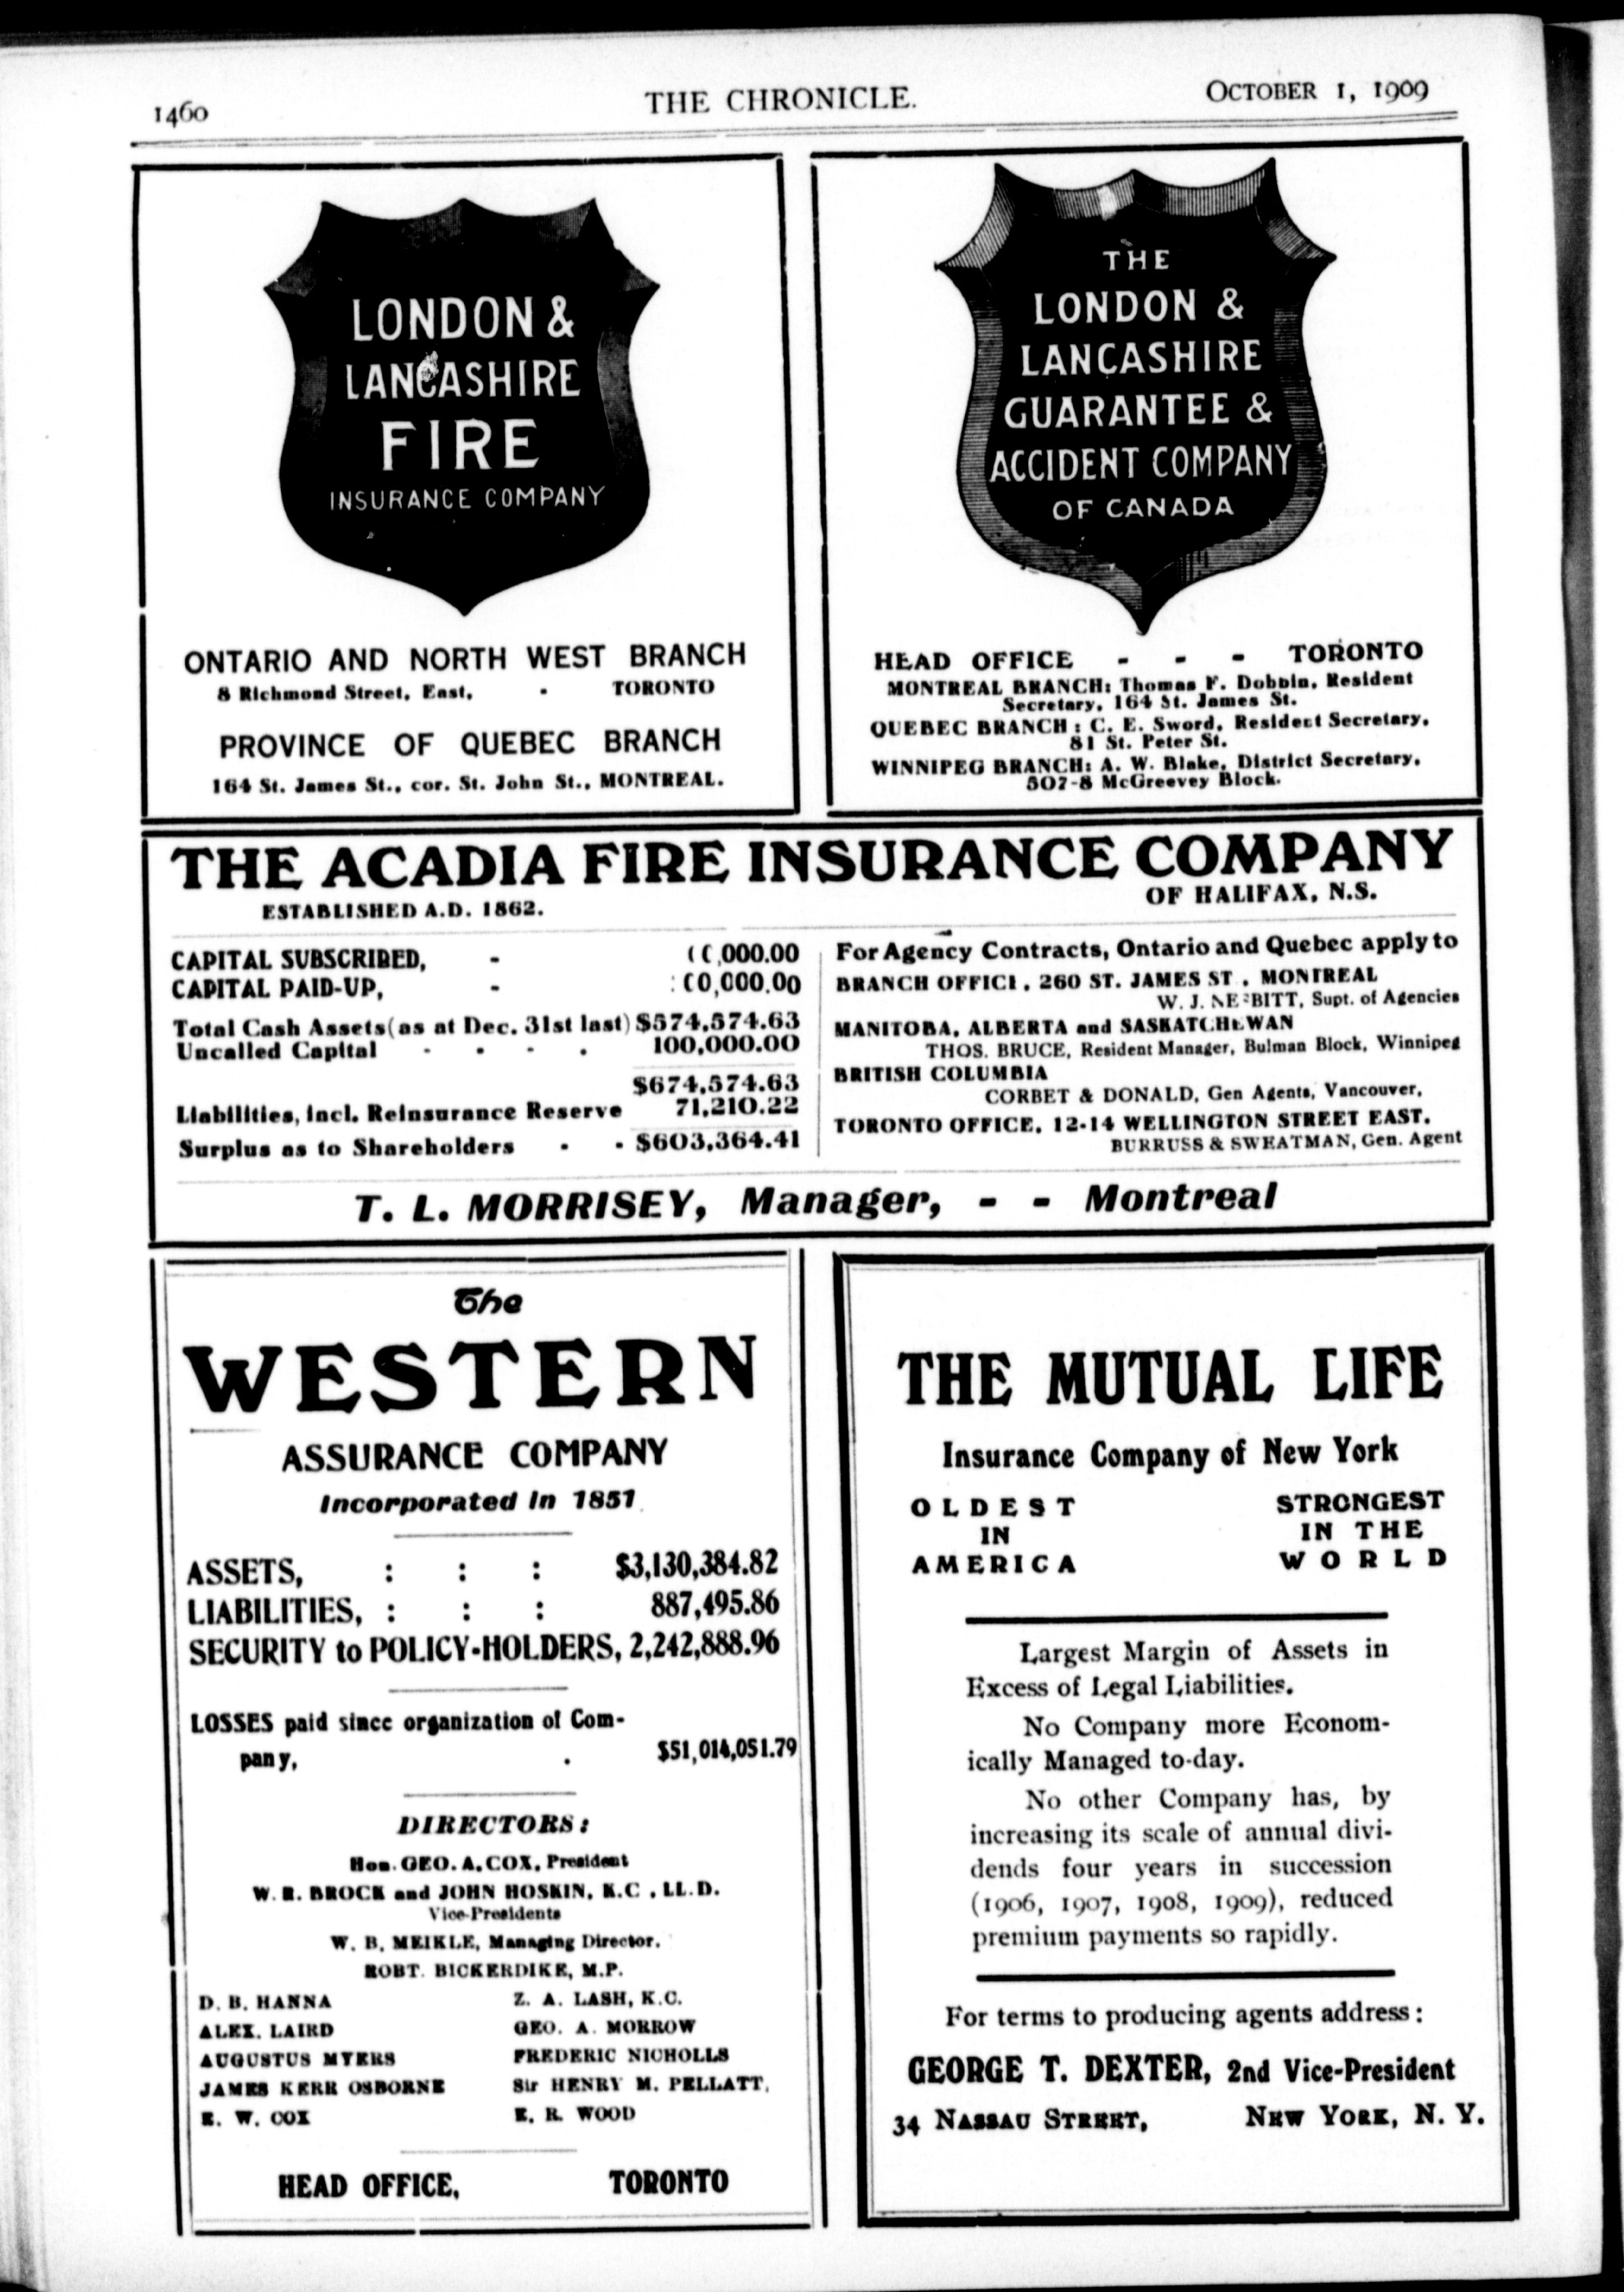 1460
THE CHRONICLE.
OCTOBER 1, 1909
LONDON &
LANCASHIRE
FIRE
INSURANCE COMPANY
ONTARIO AND NORTH WEST BRANCH
8 Richmond Street, East, - TORONTO
PROVINCE OF QUEBEC BRANCH
164 St. James St., cor. St. John St., MONTREAL.
THE
LONDON &
LANCASHIRE
GUARANTEE &
ACCIDENT COMPANY
OF CANADA
HEAD OFFICE - - - TORONTO
MONTREAL BRANCH: Thomas F. Dobbin, Resident
Secretary, 164 St. James St.
QUEBEC BRANCH: C. E. Sword, Resident Secretary,
81 St. Peter St.
WINNIPEG BRANCH: A. W. Blake, District Secretary,
507-8 McGreevey Block.
THE ACADIA FIRE INSURANCE COMPANY
ESTABLISHED A.D. 1862.
OF HALIFAX, N.S.
CAPITAL SUBSCRIBED, -
CAPITAL PAID-UP, -
Total Cash Assets (as at Dec. 31st last) $574,574.63
Uncalled Capital - - - . 100,000.00
$674,574.63
Liabilities, incl. Reinsurance Reserve 71,210.22
Surplus as to Shareholders - - $603,364.41
For Agency Contracts, Ontario and Quebec apply to
BRANCH OFFICE, 260 ST. JAMES ST., MONTREAL
W. J. NESBITT, Supt. of Agencies
MANITOBA, ALBERTA and SASKATCHEWAN
THOS. BRUCE, Resident Manager, Bulman Block, Winnipeg
BRITISH COLUMBIA
CORBET & DONALD, Gen Agents, Vancouver,
TORONTO OFFICE, 12-14 WELLINGTON STREET EAST.
BURRUSS & SWEATMAN, Gen. Agent
T. L. MORRISEY, Manager, - - Montreal
The
WESTERN
ASSURANCE COMPANY
Incorporated in 1851
ASSETS, : : : $3,130,384.82
LIABILITIES, : : : 887,495.86
SECURITY to POLICY-HOLDERS, 2,242,888.96
LOSSES paid since organization of Com-
pany, . $51,014,051.79
DIRECTORS:
Hon. GEO. A. COX, President
W. R. BROCK and JOHN HOSKIN, K.C., LL.D.
Vice-Presidents
W. B. MEIKLE, Managing Director.
ROBT. BICKERDIKE, M.P.
D. B. HANNA Z. A. LASH, K.C.
ALEX. LAIRD GEO. A. MORROW
AUGUSTUS MYERS FREDERIC NICHOLLS
JAMES KERR OSBORNE Sir HENRY M. PELLATT,
E. W. COX E. R. WOOD
HEAD OFFICE, TORONTO
THE MUTUAL LIFE
Insurance Company of New York
OLDEST
IN
AMERICA
STRONGEST
IN THE
WORLD
Largest Margin of Assets in
Excess of Legal Liabilities.
No Company more Econom-
ically Managed to-day.
No other Company has, by
increasing its scale of annual divi-
dends four years in succession
(1906, 1907, 1908, 1909), reduced
premium payments so rapidly.
For terms to producing agents address:
GEORGE T. DEXTER, 2nd Vice-President
34 NASSAU STREET, NEW YORK, N. Y.